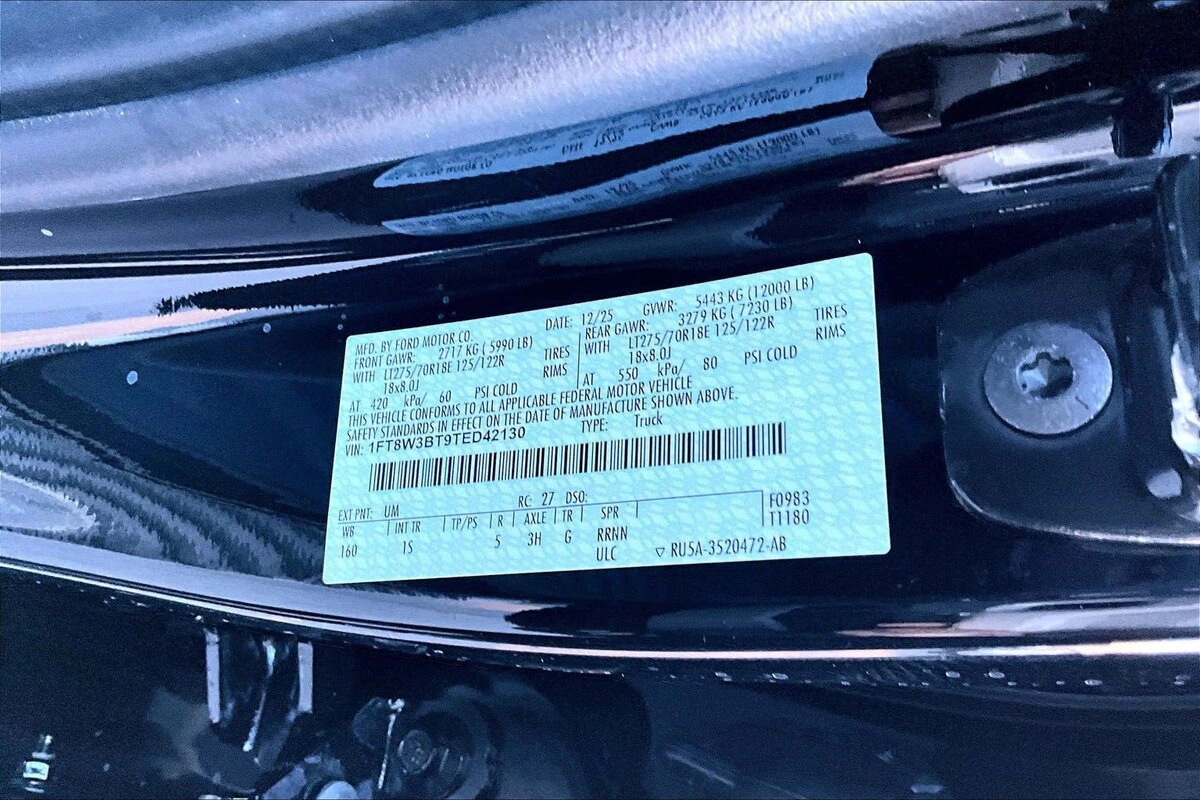 MFD. BY FORD MOTOR CO.
DATE: 12/25 GVWR: 5443 KG (12000 LB)
FRONT GAWR: 2717 KG (5990 LB)
WITH LT275/70R18E 125/122R TIRES
18x8.0J RIMS
AT 420 kPa/ 60 PSI COLD
REAR GAWR: 3279 KG (7230 LB)
WITH LT275/70R18E 125/122R TIRES
18x8.0J RIMS
AT 550 kPa/ 80 PSI COLD
THIS VEHICLE CONFORMS TO ALL APPLICABLE FEDERAL MOTOR VEHICLE
SAFETY STANDARDS IN EFFECT ON THE DATE OF MANUFACTURE SHOWN ABOVE.
VIN: 1FT8W3BT9TED42130 TYPE: Truck
EXT PNT: UM RC: 27 DSO:
WB INT TR TP/PS R AXLE TR SPR
160 1S 5 3H G RRNN
ULC
F0983
T1180
▽ RU5A-3520472-AB